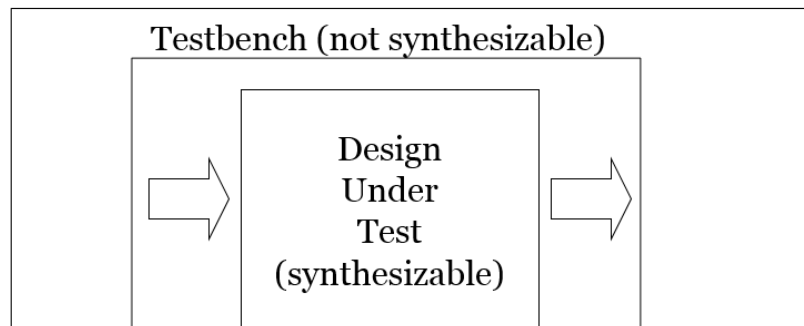 Testbench (not synthesizable)
Design
Under
Test
(synthesizable)